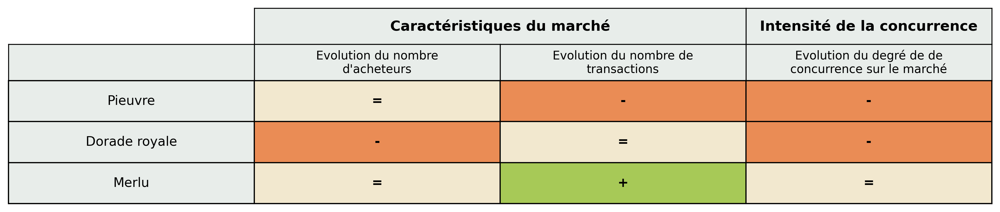 Caractéristiques du marché
Intensité de la concurrence
Evolution du nombre
d'acheteurs
Evolution du nombre de
transactions
Evolution du degré de de
concurrence sur le marché
Pieuvre
=
-
-
Dorade royale
-
=
-
Merlu
=
+
=